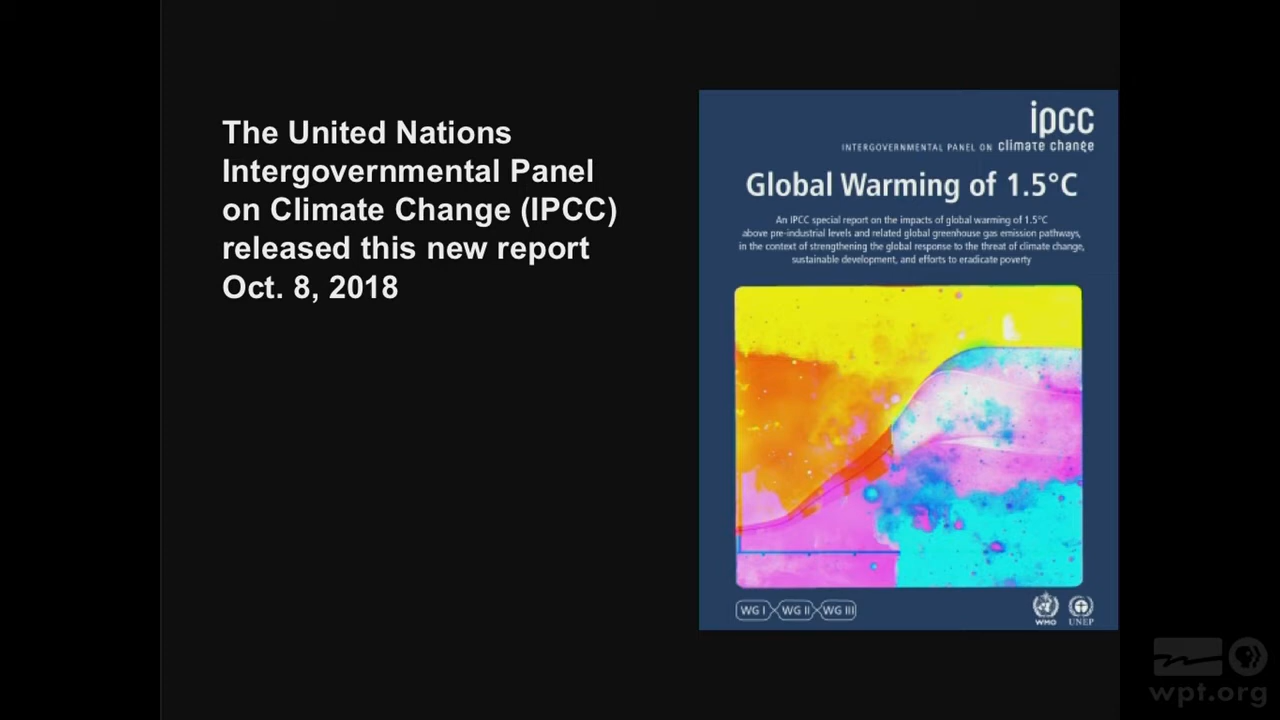 The United Nations
Intergovernmental Panel
on Climate Change (IPCC)
released this new report
Oct. 8, 2018
ipcc
INTERGOVERNMENTAL PANEL ON climate change
Global Warming of 1.5°C
An IPCC special report on the impacts of global warming of 1.5°C
above pre-industrial levels and related global greenhouse gas emission pathways,
in the context of strengthening the global response to the threat of climate change,
sustainable development, and efforts to eradicate poverty
WG I WG II WG III
WMO UNEP
wpt.org